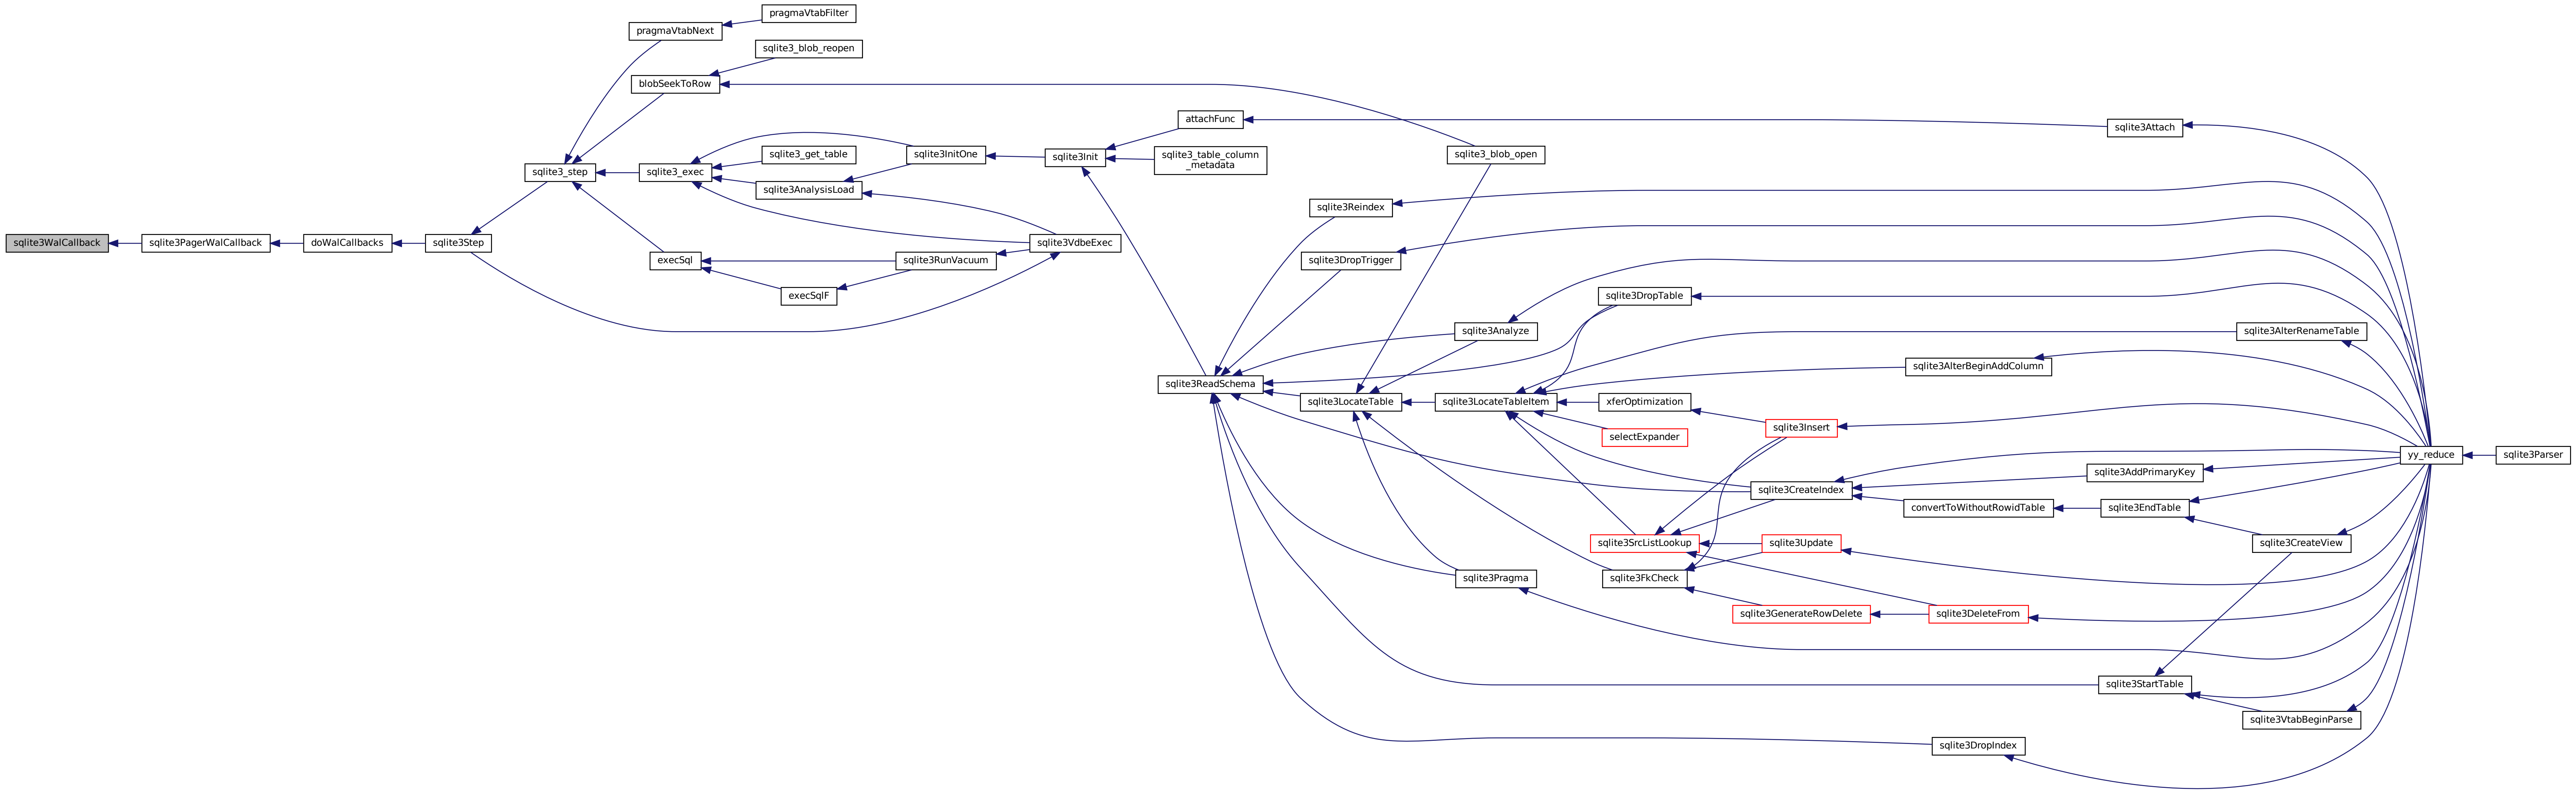 pragmaVtabFilter
pragmaVtabNext
sqlite3_blob_reopen
blobSeekToRow
attachFunc
sqlite3Attach
sqlite3_get_table
sqlite3InitOne
sqlite3Init
sqlite3_table_column
_metadata
sqlite3_blob_open
sqlite3_step
sqlite3_exec
sqlite3AnalysisLoad
sqlite3Reindex
sqlite3WalCallback
sqlite3PagerWalCallback
doWalCallbacks
sqlite3Step
sqlite3VdbeExec
execSql
sqlite3RunVacuum
sqlite3DropTrigger
execSqlF
sqlite3DropTable
sqlite3Analyze
sqlite3AlterRenameTable
sqlite3AlterBeginAddColumn
sqlite3ReadSchema
sqlite3LocateTable
sqlite3LocateTableItem
xferOptimization
sqlite3Insert
selectExpander
yy_reduce
sqlite3Parser
sqlite3AddPrimaryKey
sqlite3CreateIndex
convertToWithoutRowidTable
sqlite3EndTable
sqlite3SrcListLookup
sqlite3Update
sqlite3CreateView
sqlite3Pragma
sqlite3FkCheck
sqlite3GenerateRowDelete
sqlite3DeleteFrom
sqlite3StartTable
sqlite3VtabBeginParse
sqlite3DropIndex